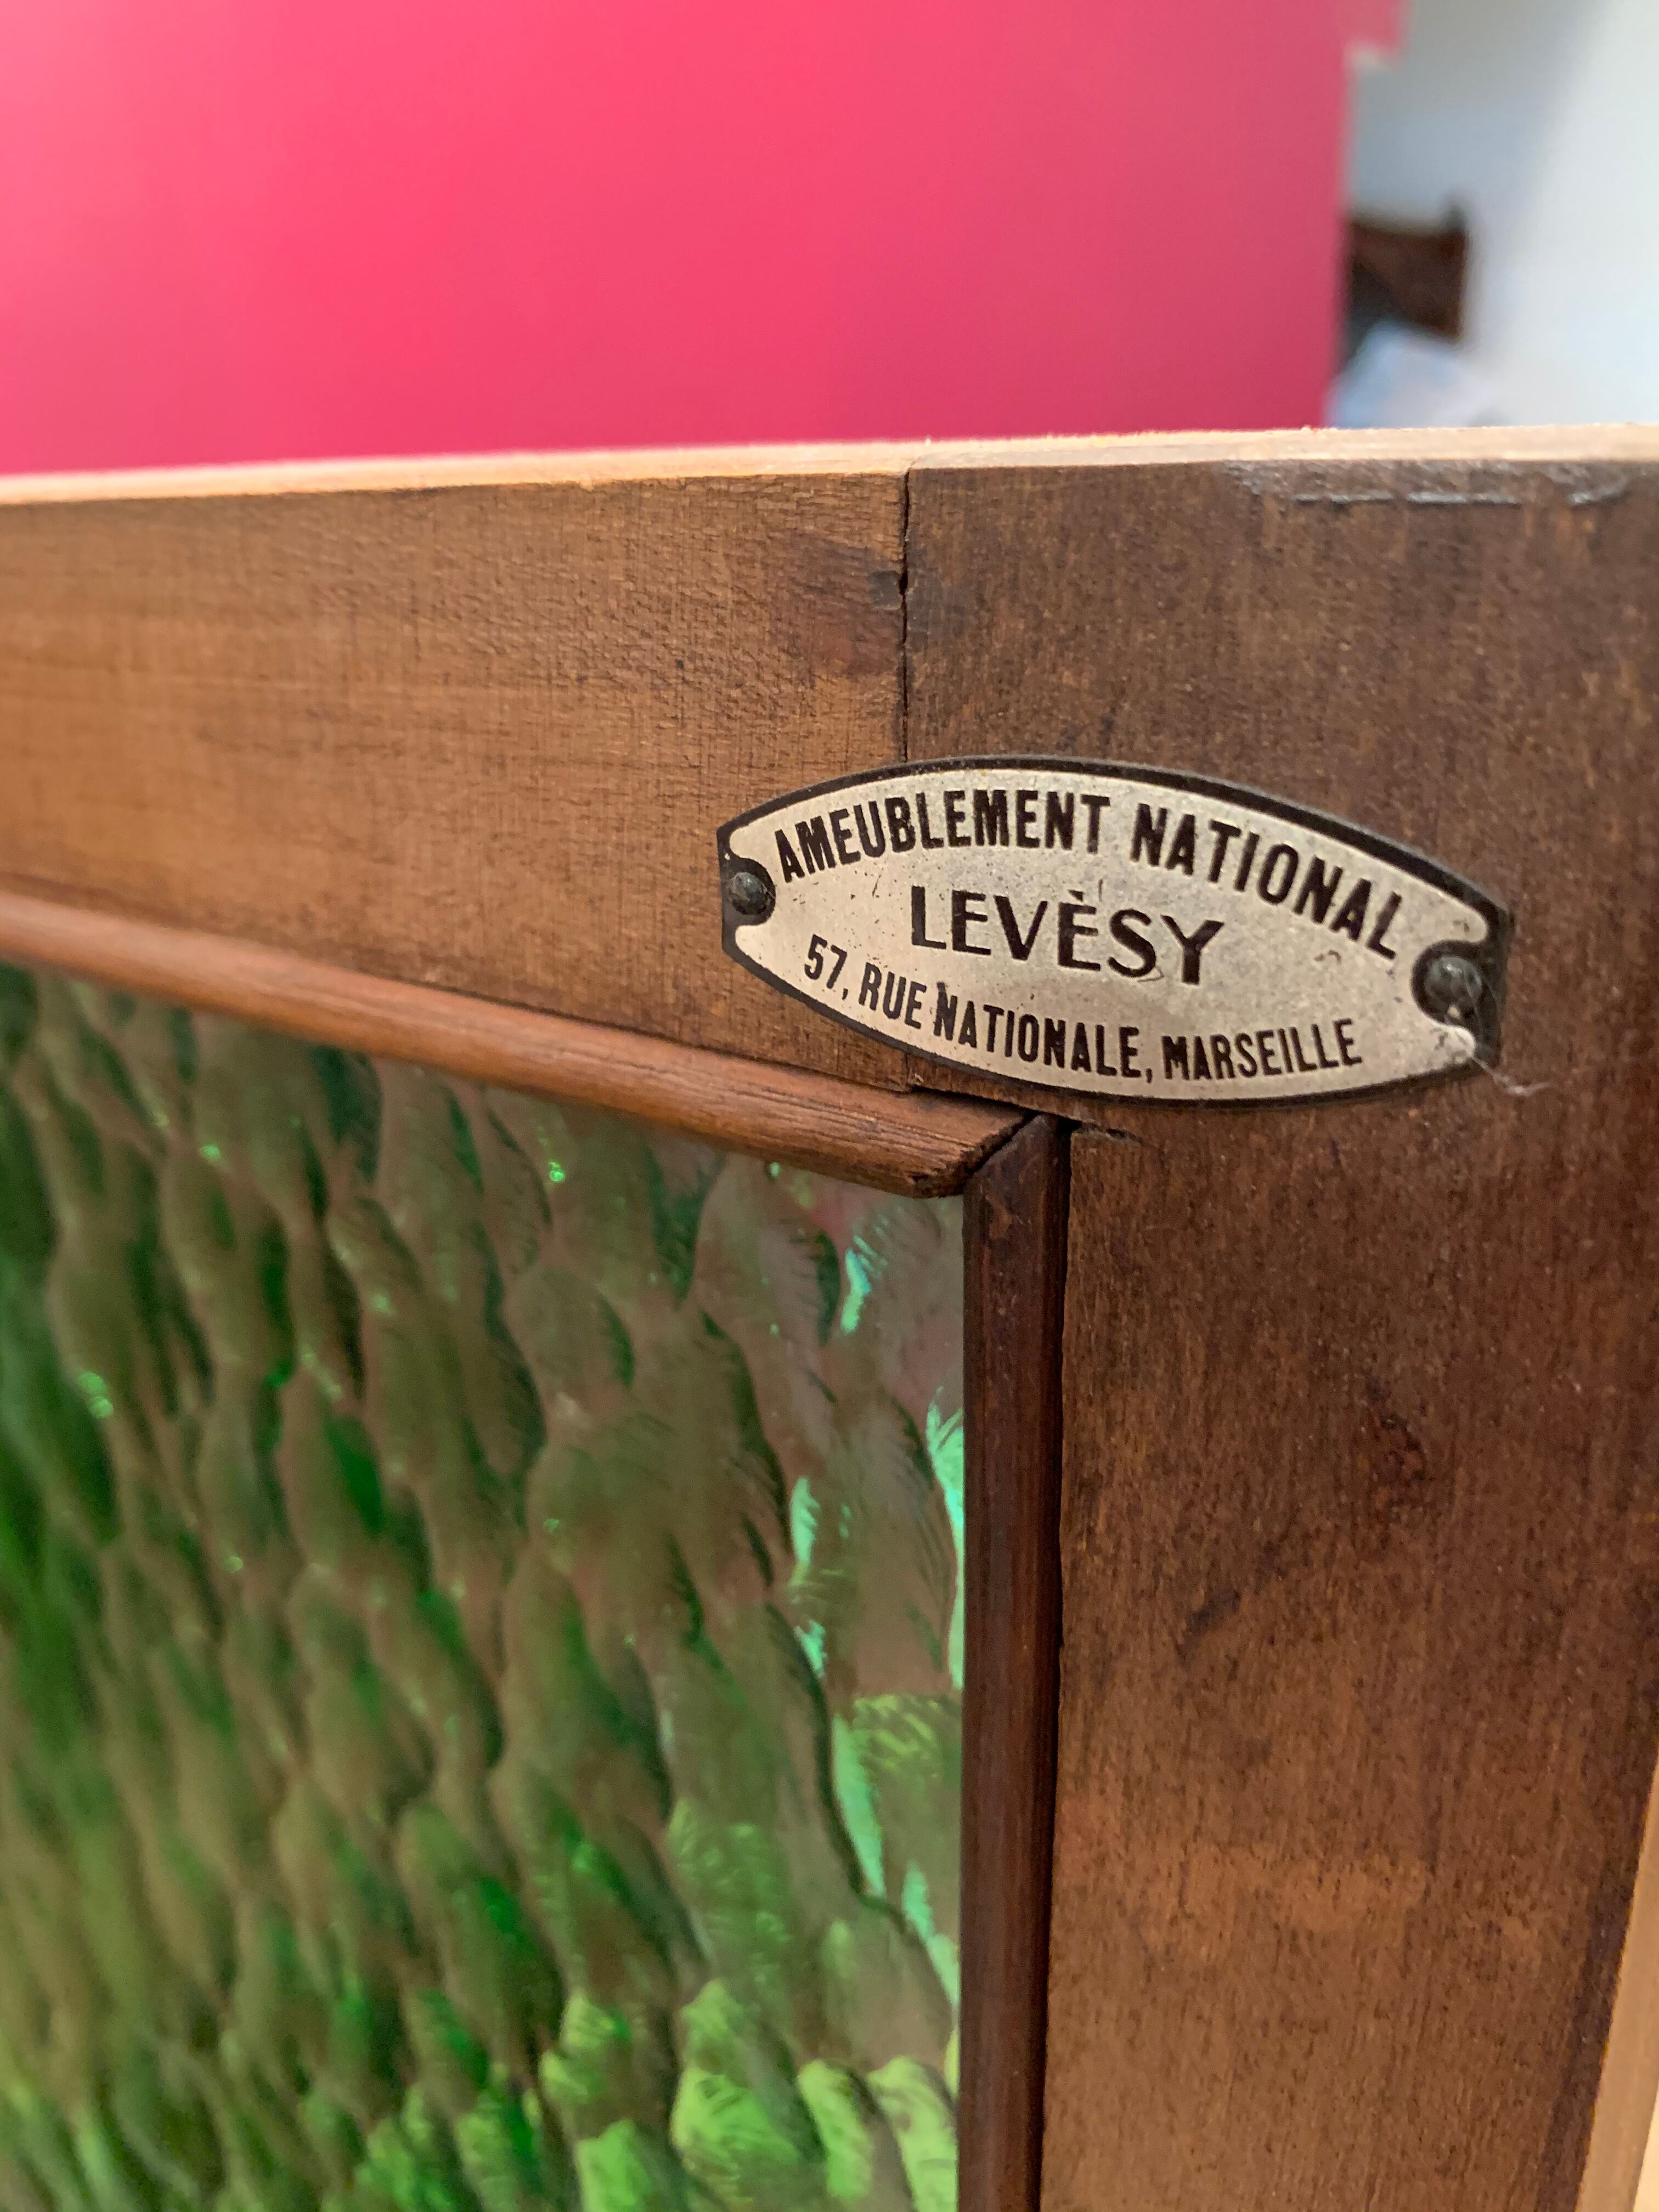 AMEUBLEMENT NATIONAL
LEVÈSY
57, RUE NATIONALE, MARSEILLE